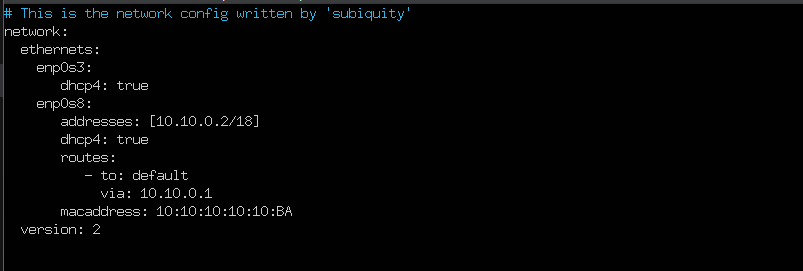 # This is the network config written by 'subiquity'
network:
  ethernets:
    enp0s3:
       dhcp4: true
    enp0s8:
       addresses: [10.10.0.2/18]
       dhcp4: true
       routes:
          - to: default
            via: 10.10.0.1
       macaddress: 10:10:10:10:10:BA
  version: 2